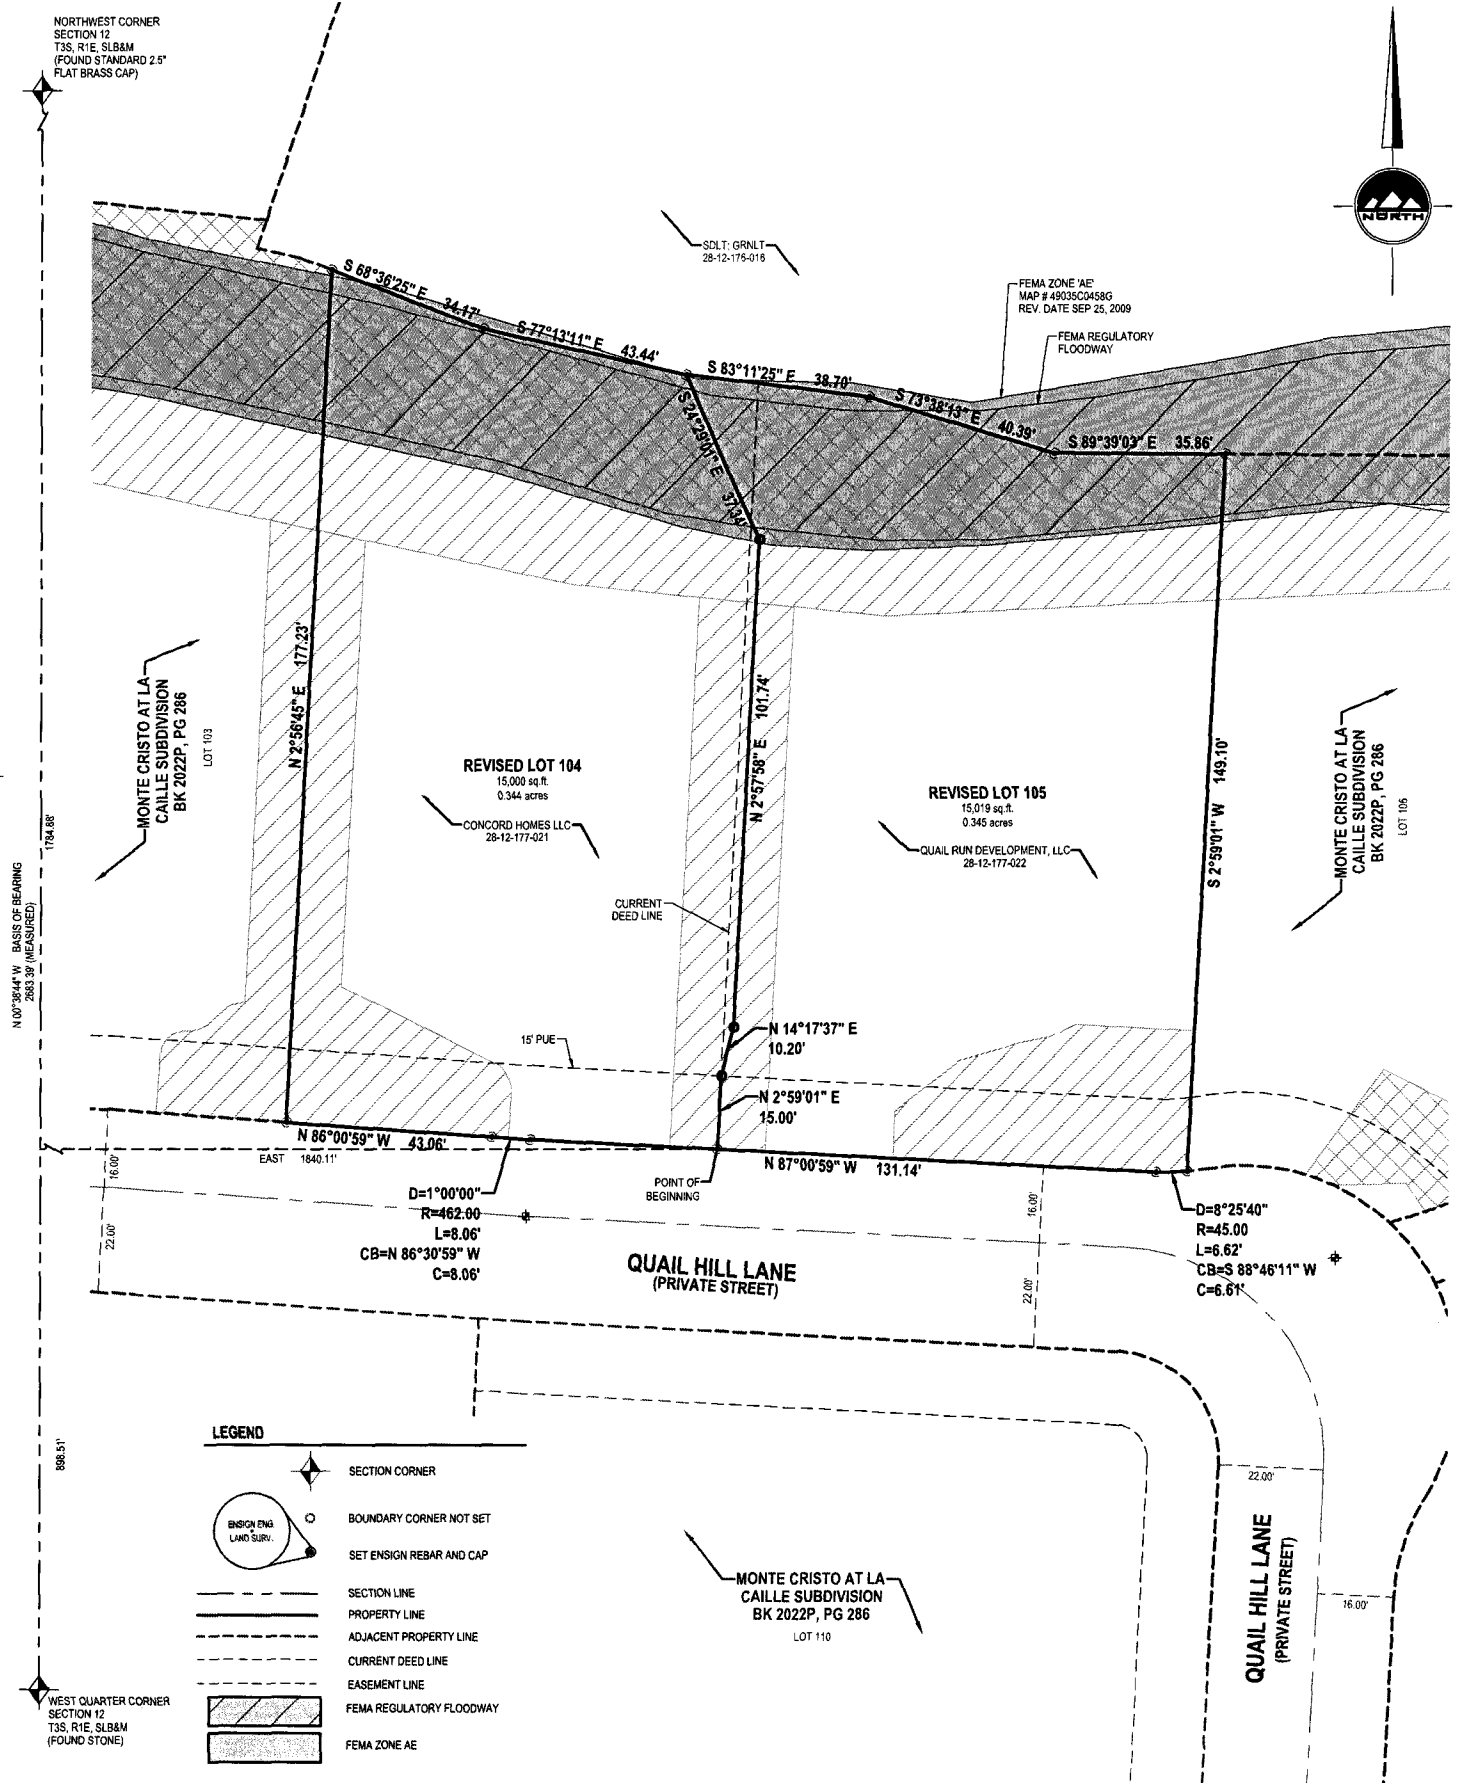 NORTHWEST CORNER
SECTION 12
T3S, R1E, SLB&M
(FOUND STANDARD 2.5"
FLAT BRASS CAP)
NORTH
SDLT: GRNLT
28-12-176-016
S 68°36'25" E 34.17'
S 77°13'11" E 43.44'
S 83°11'25" E 38.70'
S 73°38'13" E 40.39'
S 89°39'03" E 35.86'
FEMA ZONE 'AE'
MAP # 49035C0458G
REV. DATE SEP 25, 2009
FEMA REGULATORY
FLOODWAY
S 24°29'01" E 37.34'
N 2°56'45" E 177.23'
N 2°57'58" E 101.74'
S 2°59'01" W 149.10'
MONTE CRISTO AT LA
CAILLE SUBDIVISION
BK 2022P, PG 286
LOT 103
REVISED LOT 104
15,000 sq.ft.
0.344 acres
CONCORD HOMES LLC
28-12-177-021
REVISED LOT 105
15,019 sq.ft.
0.345 acres
QUAIL RUN DEVELOPMENT, LLC
28-12-177-022
MONTE CRISTO AT LA
CAILLE SUBDIVISION
BK 2022P, PG 286
LOT 106
CURRENT
DEED LINE
N 00°38'44" W BASIS OF BEARING
2683.39' (MEASURED)
1784.88'
898.51'
15' PUE
N 14°17'37" E
10.20'
N 2°59'01" E
15.00'
N 86°00'59" W 43.06'
EAST 1840.11'
N 87°00'59" W 131.14'
POINT OF
BEGINNING
16.00'
22.00'
D=1°00'00"
R=462.00
L=8.06'
CB=N 86°30'59" W
C=8.06'
16.00'
22.00'
D=8°25'40"
R=45.00
L=6.62'
CB=S 88°46'11" W
C=6.61'
QUAIL HILL LANE
(PRIVATE STREET)
LEGEND
SECTION CORNER
ENSIGN ENG.
LAND SURV.
BOUNDARY CORNER NOT SET
SET ENSIGN REBAR AND CAP
SECTION LINE
PROPERTY LINE
ADJACENT PROPERTY LINE
CURRENT DEED LINE
EASEMENT LINE
FEMA REGULATORY FLOODWAY
FEMA ZONE AE
22.00'
16.00'
QUAIL HILL LANE
(PRIVATE STREET)
MONTE CRISTO AT LA
CAILLE SUBDIVISION
BK 2022P, PG 286
LOT 110
WEST QUARTER CORNER
SECTION 12
T3S, R1E, SLB&M
(FOUND STONE)